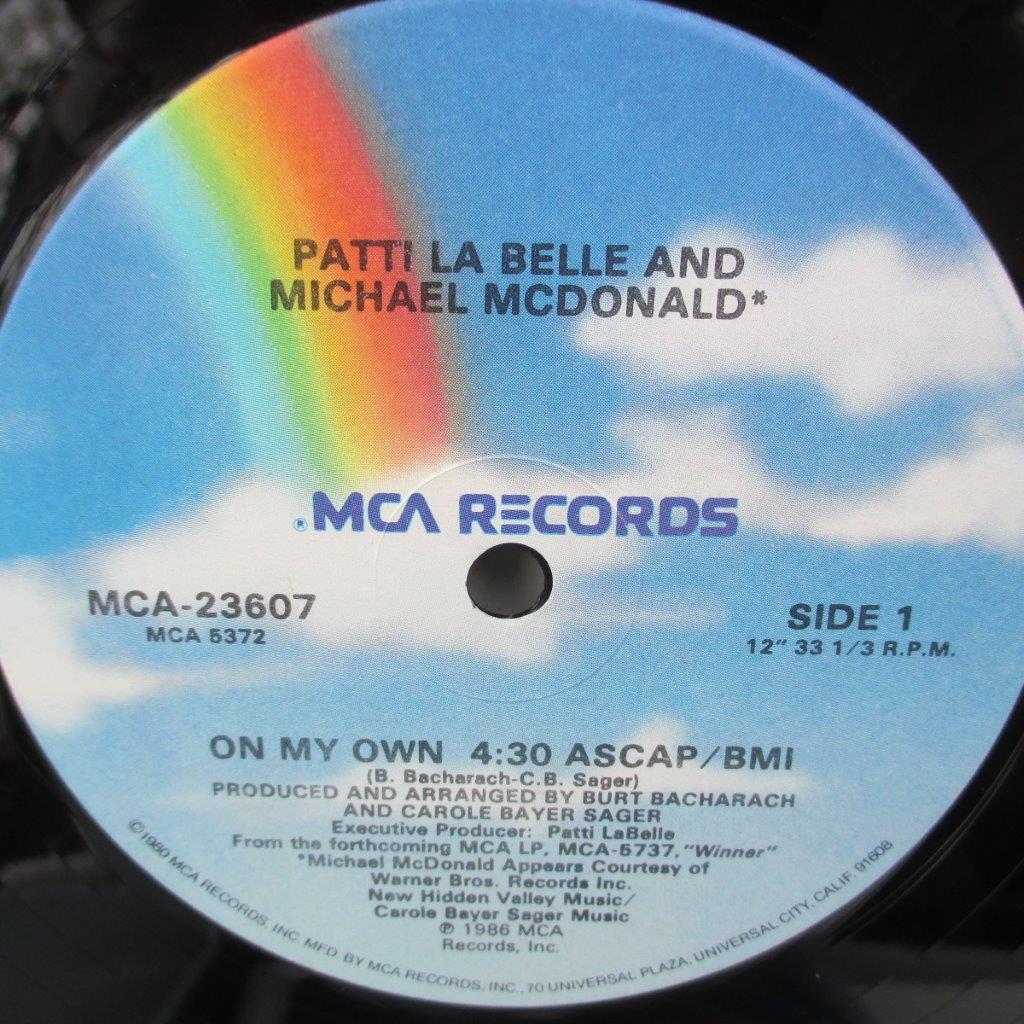 PATTI LA BELLE AND
MICHAEL MCDONALD*
® MCA RECORDS
MCA-23607
MCA 5372
SIDE 1
12" 33 1/3 R.P.M.
ON MY OWN 4:30 ASCAP/BMI
(B. Bacharach-C.B. Sager)
PRODUCED AND ARRANGED BY BURT BACHARACH
AND CAROLE BAYER SAGER
Executive Producer: Patti LaBelle
From the forthcoming MCA LP, MCA-5737, "Winner"
*Michael McDonald Appears Courtesy of
Warner Bros. Records Inc.
New Hidden Valley Music/
Carole Bayer Sager Music
℗ 1986 MCA
Records, Inc.
©1980 MCA RECORDS, INC. MFD. BY MCA RECORDS, INC., 70 UNIVERSAL PLAZA, UNIVERSAL CITY, CALIF. 91608